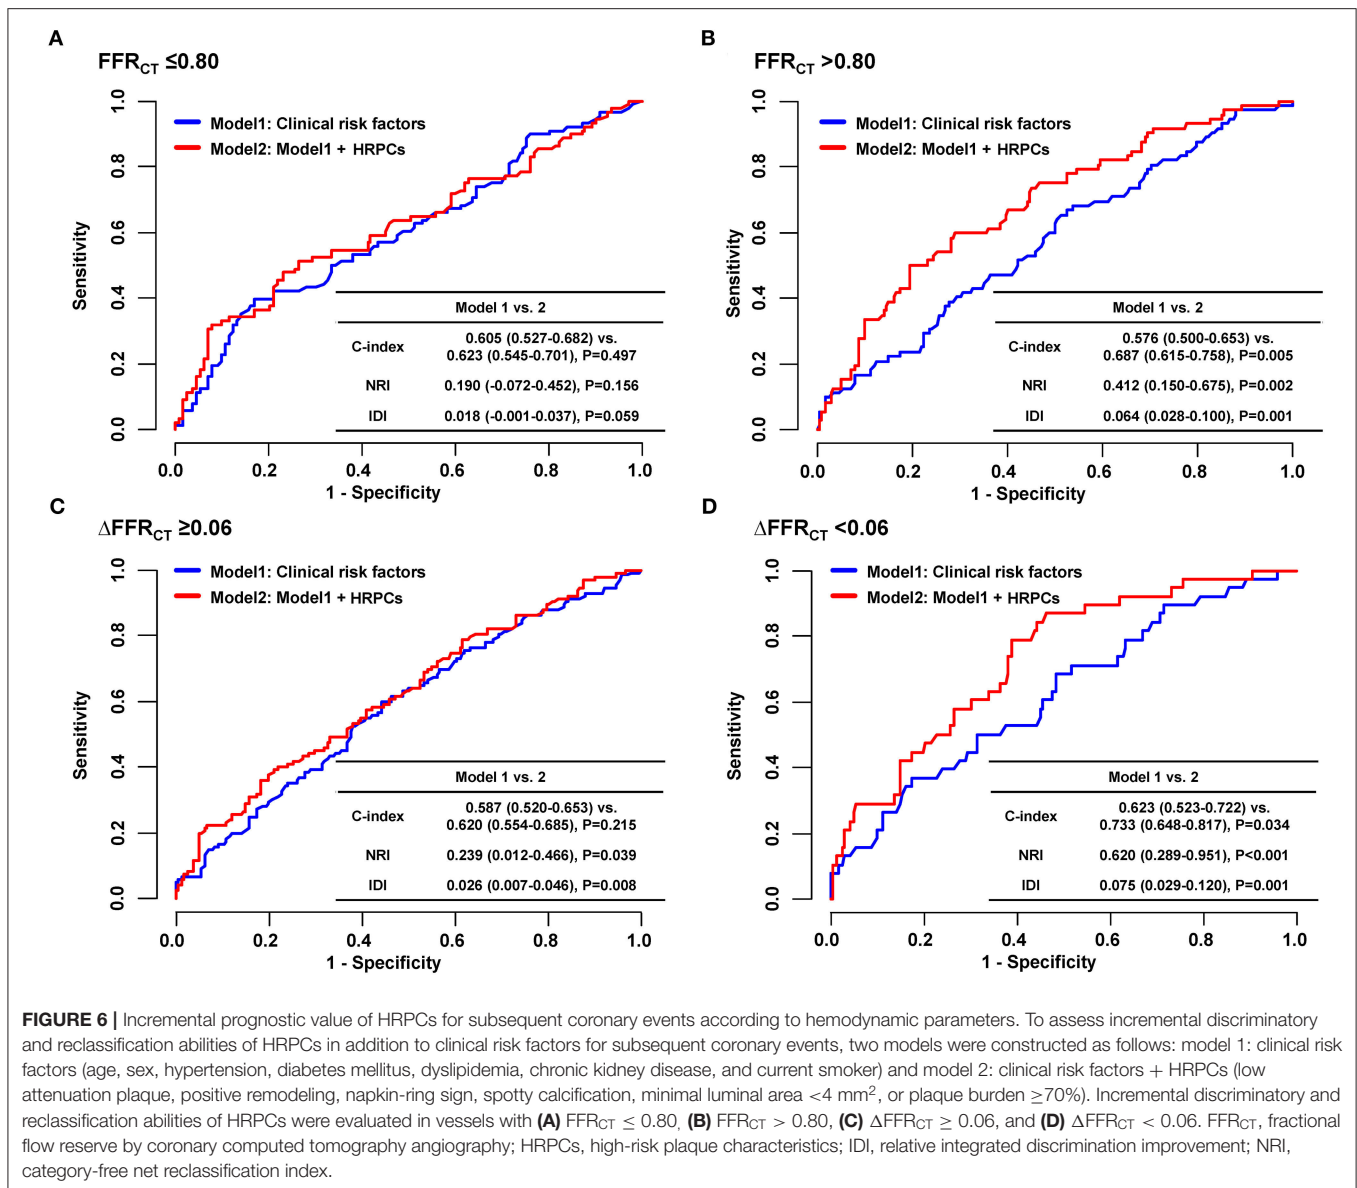 A
FFRCT ≤0.80
Model1: Clinical risk factors
Model2: Model1 + HRPCs
Sensitivity
0.0 0.2 0.4 0.6 0.8 1.0
Model 1 vs. 2
C-index 0.605 (0.527-0.682) vs.
0.623 (0.545-0.701), P=0.497
NRI 0.190 (-0.072-0.452), P=0.156
IDI 0.018 (-0.001-0.037), P=0.059
0.0 0.2 0.4 0.6 0.8 1.0
1 - Specificity
B
FFRCT >0.80
Model1: Clinical risk factors
Model2: Model1 + HRPCs
Sensitivity
0.0 0.2 0.4 0.6 0.8 1.0
Model 1 vs. 2
C-index 0.576 (0.500-0.653) vs.
0.687 (0.615-0.758), P=0.005
NRI 0.412 (0.150-0.675), P=0.002
IDI 0.064 (0.028-0.100), P=0.001
0.0 0.2 0.4 0.6 0.8 1.0
1 - Specificity
C
ΔFFRCT ≥0.06
Model1: Clinical risk factors
Model2: Model1 + HRPCs
Sensitivity
0.0 0.2 0.4 0.6 0.8 1.0
Model 1 vs. 2
C-index 0.587 (0.520-0.653) vs.
0.620 (0.554-0.685), P=0.215
NRI 0.239 (0.012-0.466), P=0.039
IDI 0.026 (0.007-0.046), P=0.008
0.0 0.2 0.4 0.6 0.8 1.0
1 - Specificity
D
ΔFFRCT <0.06
Model1: Clinical risk factors
Model2: Model1 + HRPCs
Sensitivity
0.0 0.2 0.4 0.6 0.8 1.0
Model 1 vs. 2
C-index 0.623 (0.523-0.722) vs.
0.733 (0.648-0.817), P=0.034
NRI 0.620 (0.289-0.951), P<0.001
IDI 0.075 (0.029-0.120), P=0.001
0.0 0.2 0.4 0.6 0.8 1.0
1 - Specificity
FIGURE 6 | Incremental prognostic value of HRPCs for subsequent coronary events according to hemodynamic parameters. To assess incremental discriminatory
and reclassification abilities of HRPCs in addition to clinical risk factors for subsequent coronary events, two models were constructed as follows: model 1: clinical risk
factors (age, sex, hypertension, diabetes mellitus, dyslipidemia, chronic kidney disease, and current smoker) and model 2: clinical risk factors + HRPCs (low
attenuation plaque, positive remodeling, napkin-ring sign, spotty calcification, minimal luminal area <4 mm², or plaque burden ≥70%). Incremental discriminatory and
reclassification abilities of HRPCs were evaluated in vessels with (A) FFRCT ≤ 0.80, (B) FFRCT > 0.80, (C) ΔFFRCT ≥ 0.06, and (D) ΔFFRCT < 0.06. FFRCT, fractional
flow reserve by coronary computed tomography angiography; HRPCs, high-risk plaque characteristics; IDI, relative integrated discrimination improvement; NRI,
category-free net reclassification index.